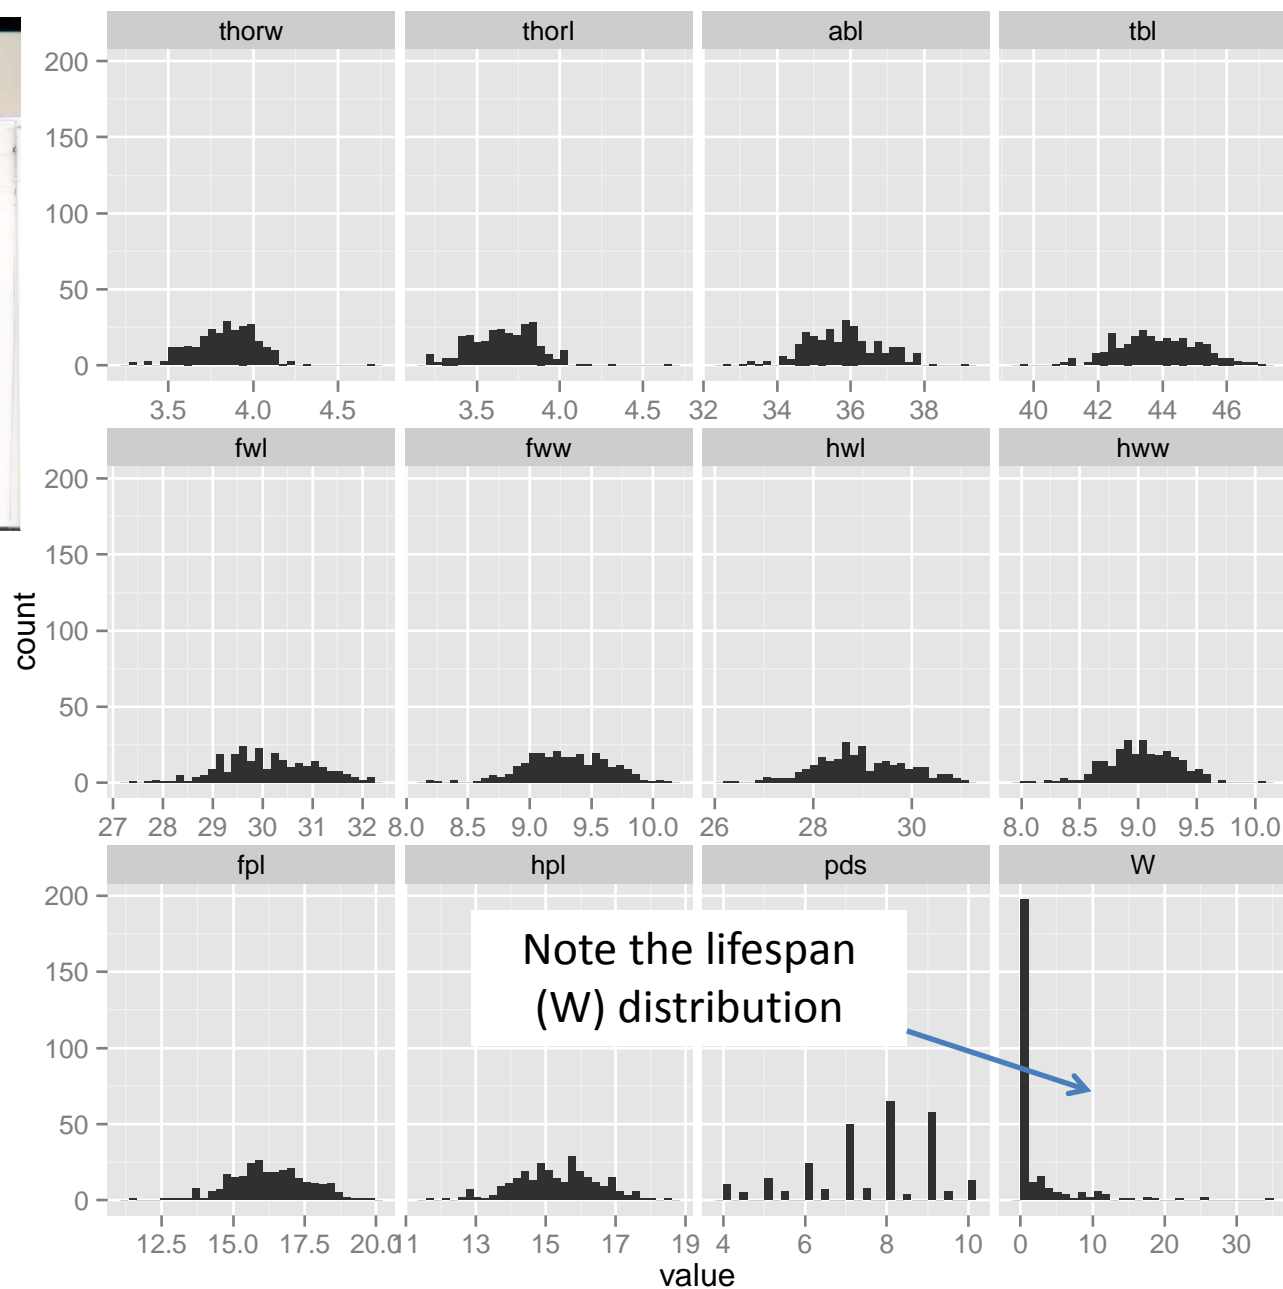 thorw thorl abl tbl
200
150
100
50
0
3.5 4.0 4.5 3.5 4.0 4.5 32 34 36 38 40 42 44 46
fwl fww hwl hww
200
150
100
50
0
27 28 29 30 31 32 8.0 8.5 9.0 9.5 10.0 26 28 30 8.0 8.5 9.0 9.5 10.0
count
fpl hpl pds W
200
150
100
50
0
Note the lifespan
(W) distribution
12.5 15.0 17.5 20.0 11 13 15 17 19 4 6 8 10 0 10 20 30
value